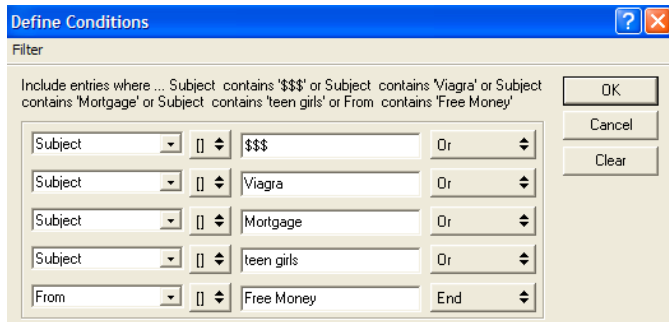 Define Conditions
Filter
Include entries where ... Subject contains '$$$' or Subject contains 'Viagra' or Subject
contains 'Mortgage' or Subject contains 'teen girls' or From contains 'Free Money'
OK
Cancel
Clear
Subject [] $$$ Or
Subject [] Viagra Or
Subject [] Mortgage Or
Subject [] teen girls Or
From [] Free Money End